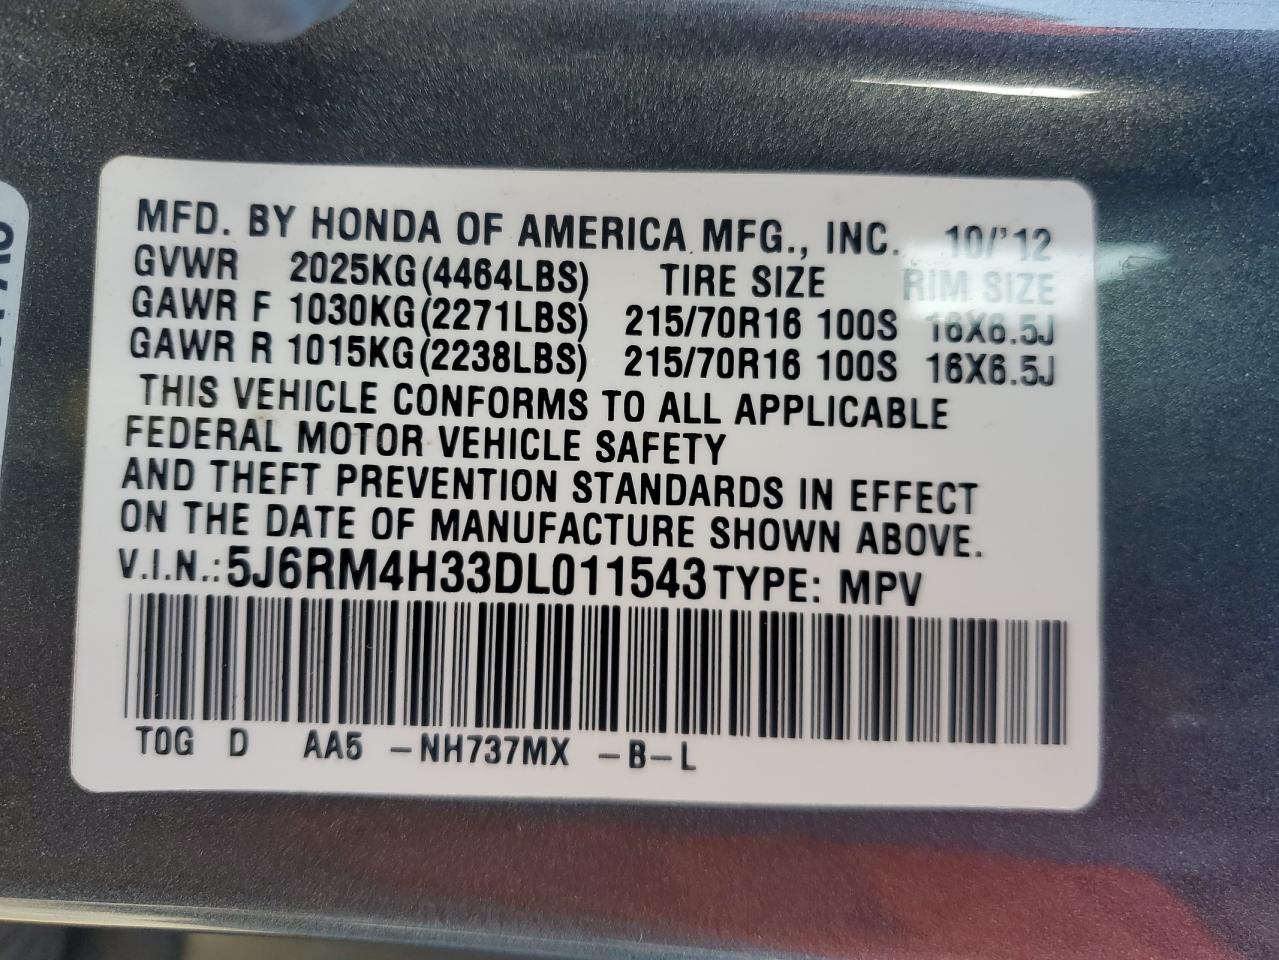 MFD. BY HONDA OF AMERICA MFG., INC. 10/'12
GVWR 2025KG(4464LBS) TIRE SIZE RIM SIZE
GAWR F 1030KG(2271LBS) 215/70R16 100S 16X6.5J
GAWR R 1015KG(2238LBS) 215/70R16 100S 16X6.5J
THIS VEHICLE CONFORMS TO ALL APPLICABLE
FEDERAL MOTOR VEHICLE SAFETY
AND THEFT PREVENTION STANDARDS IN EFFECT
ON THE DATE OF MANUFACTURE SHOWN ABOVE.
V.I.N.:5J6RM4H33DL011543 TYPE: MPV
TOG D AA5 -NH737MX -B-L